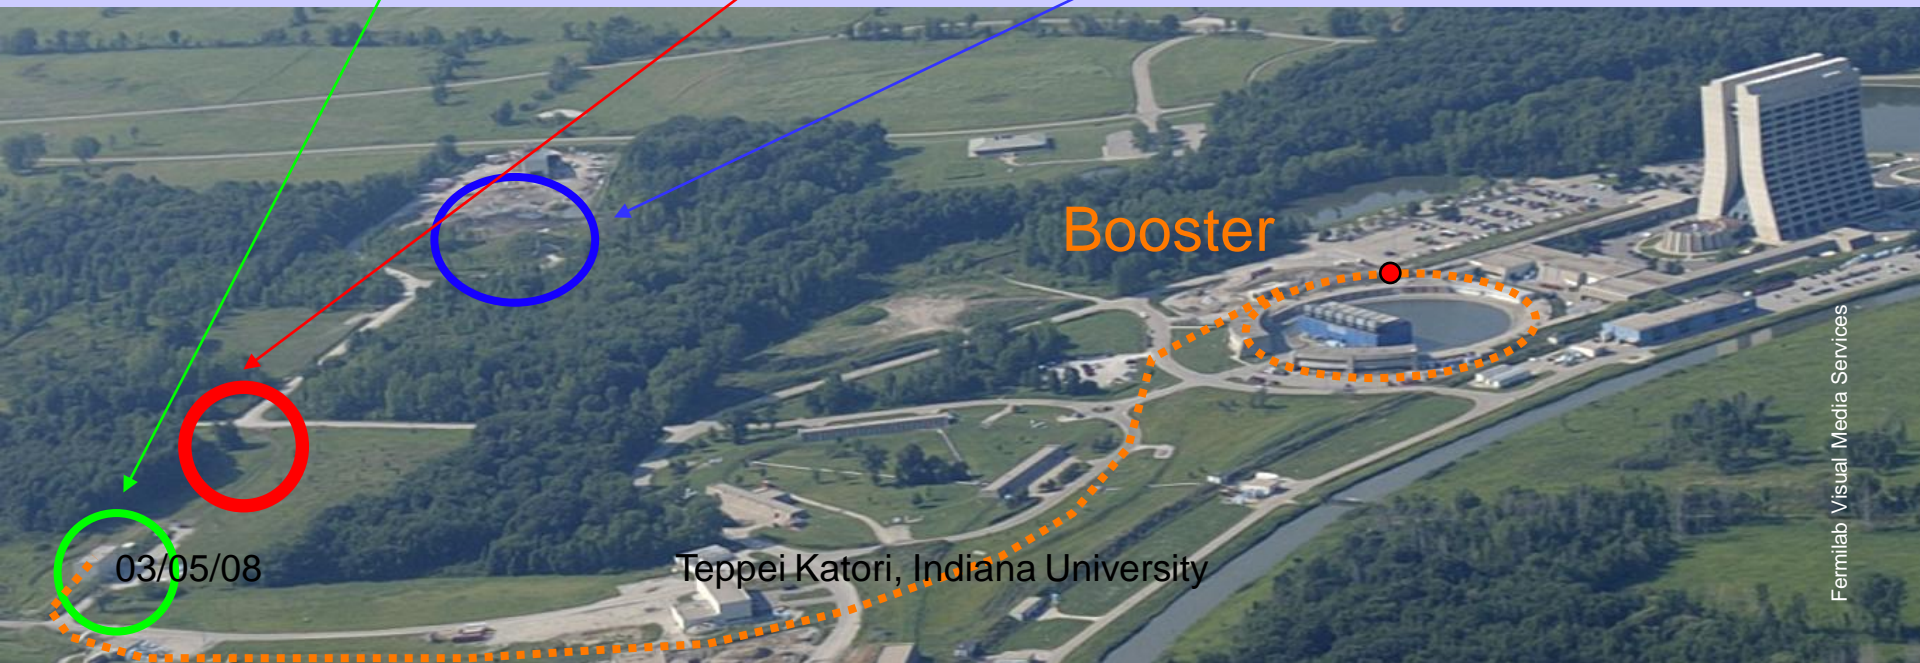 Booster
Fermilab Visual Media Services
03/05/08
Teppei Katori, Indiana University